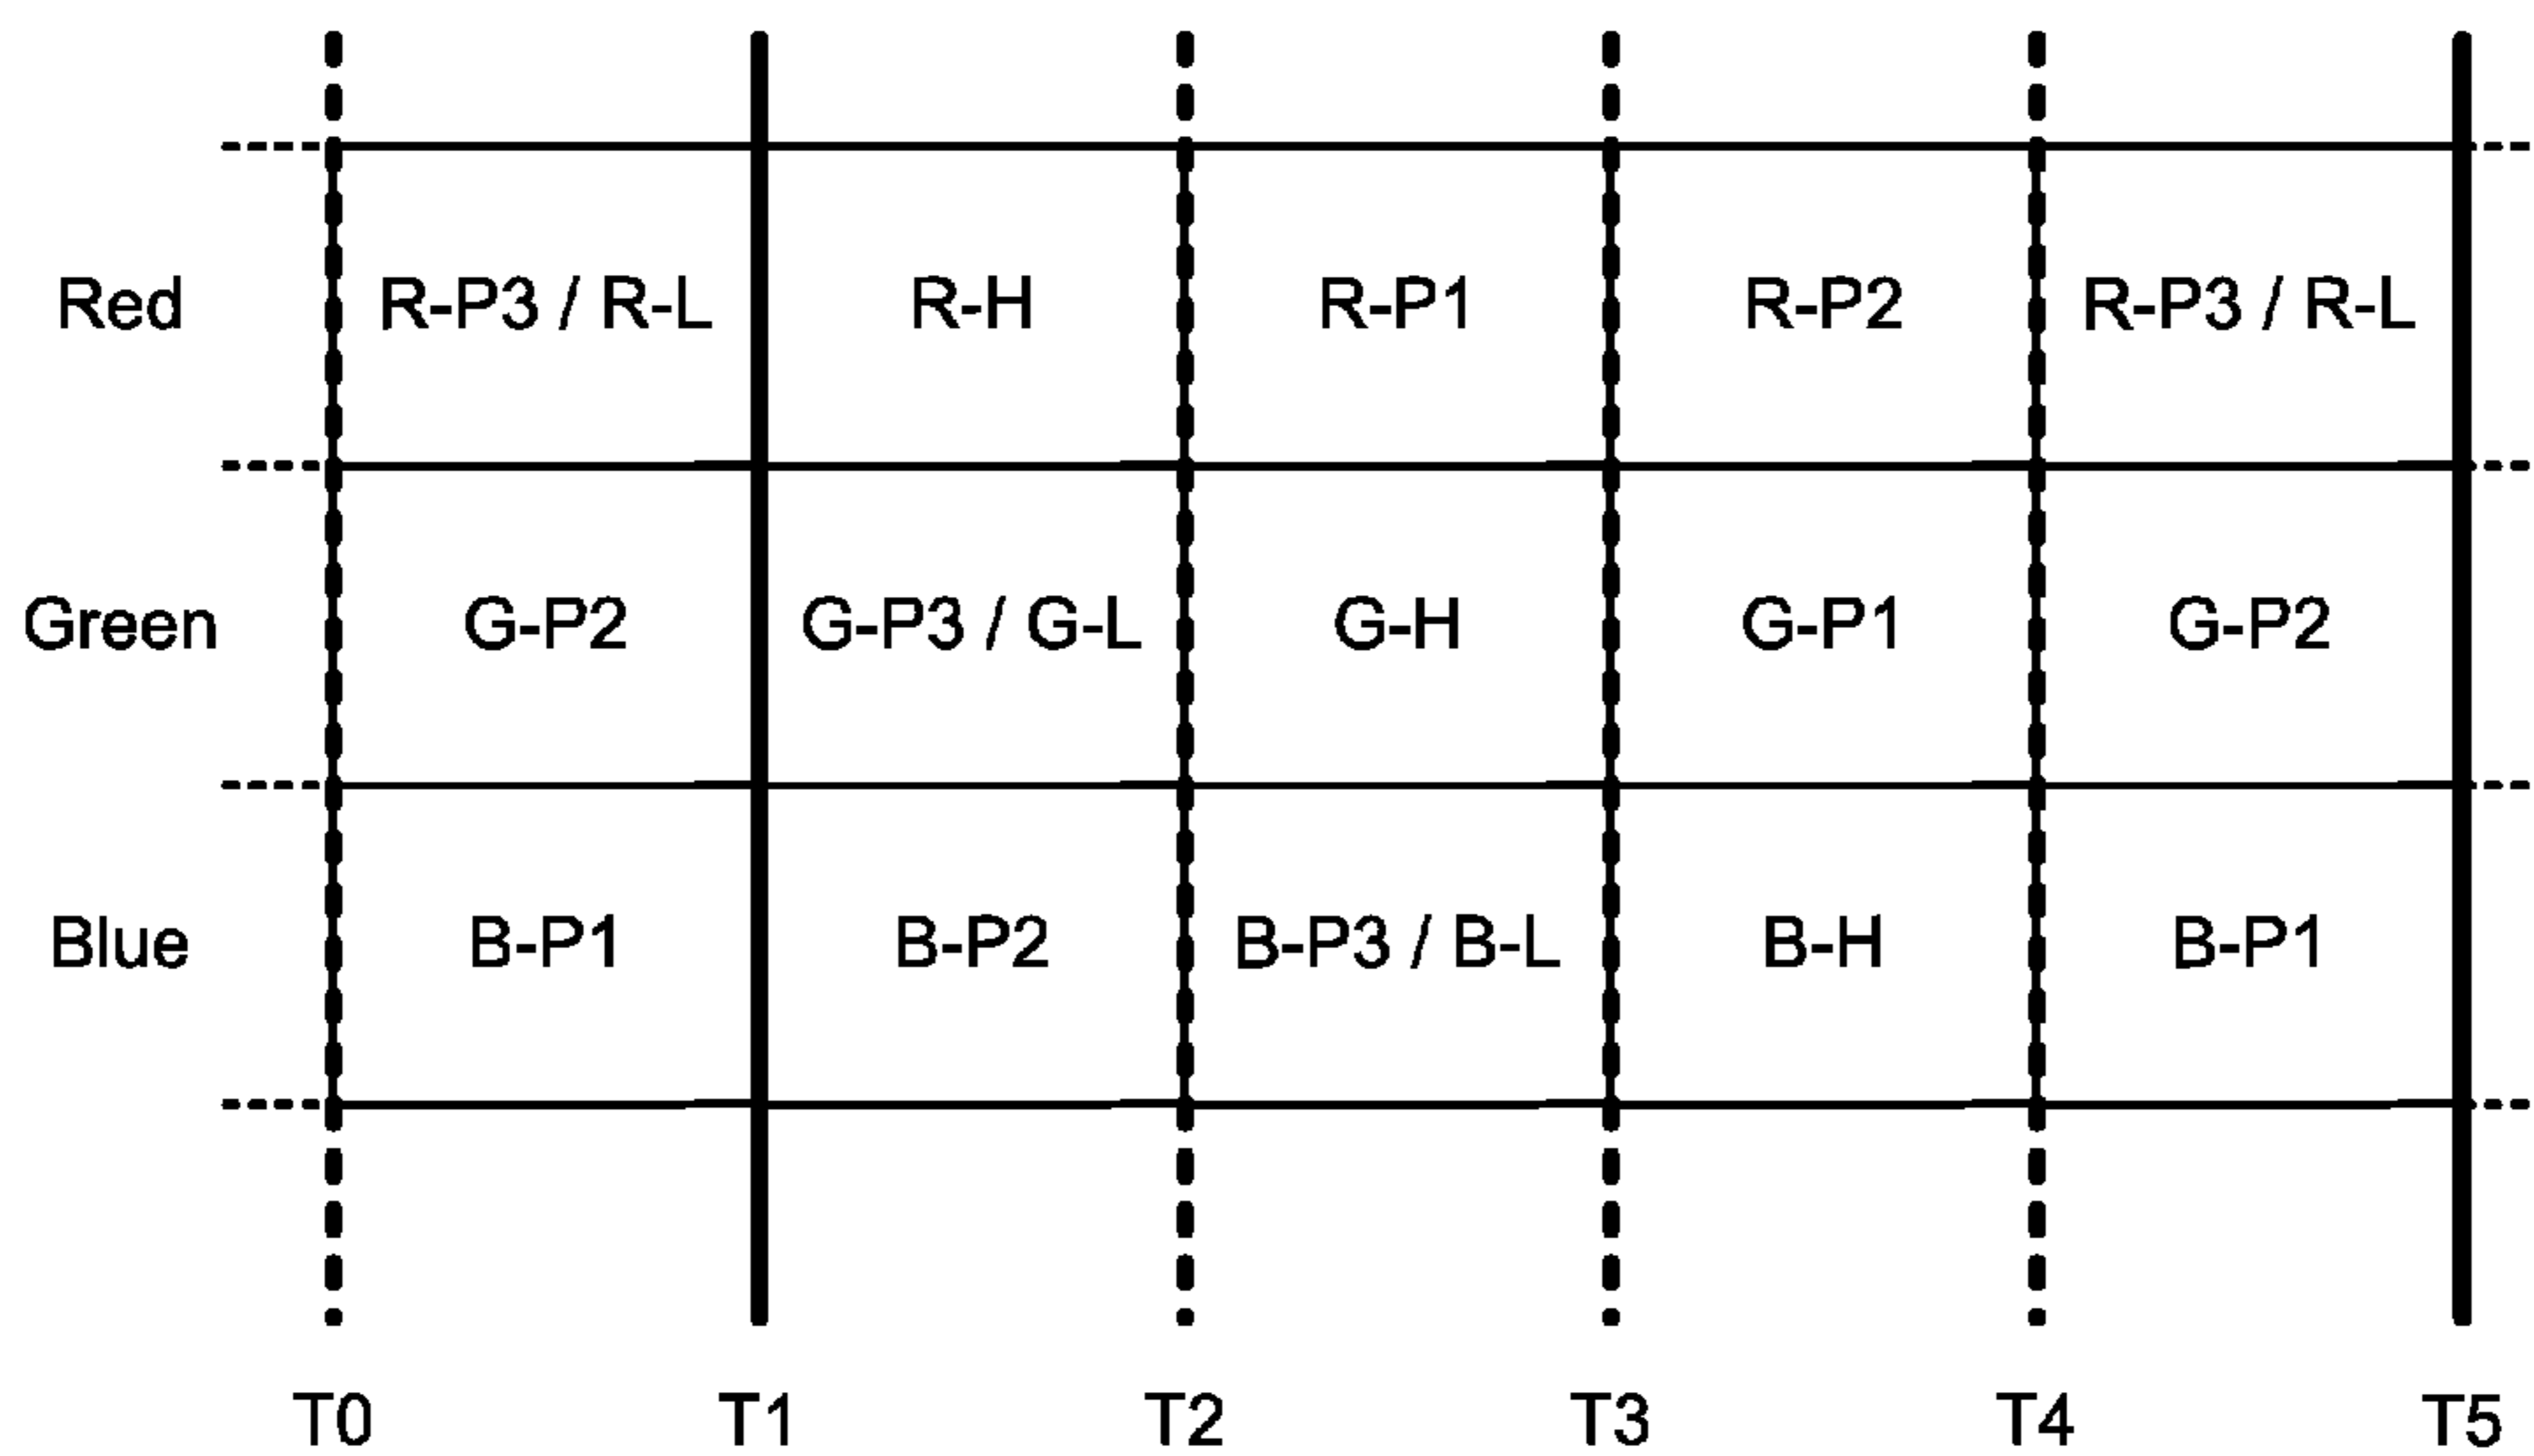 Red R-P3 / R-L R-H R-P1 R-P2 R-P3 / R-L
Green G-P2 G-P3 / G-L G-H G-P1 G-P2
Blue B-P1 B-P2 B-P3 / B-L B-H B-P1
T0 T1 T2 T3 T4 T5